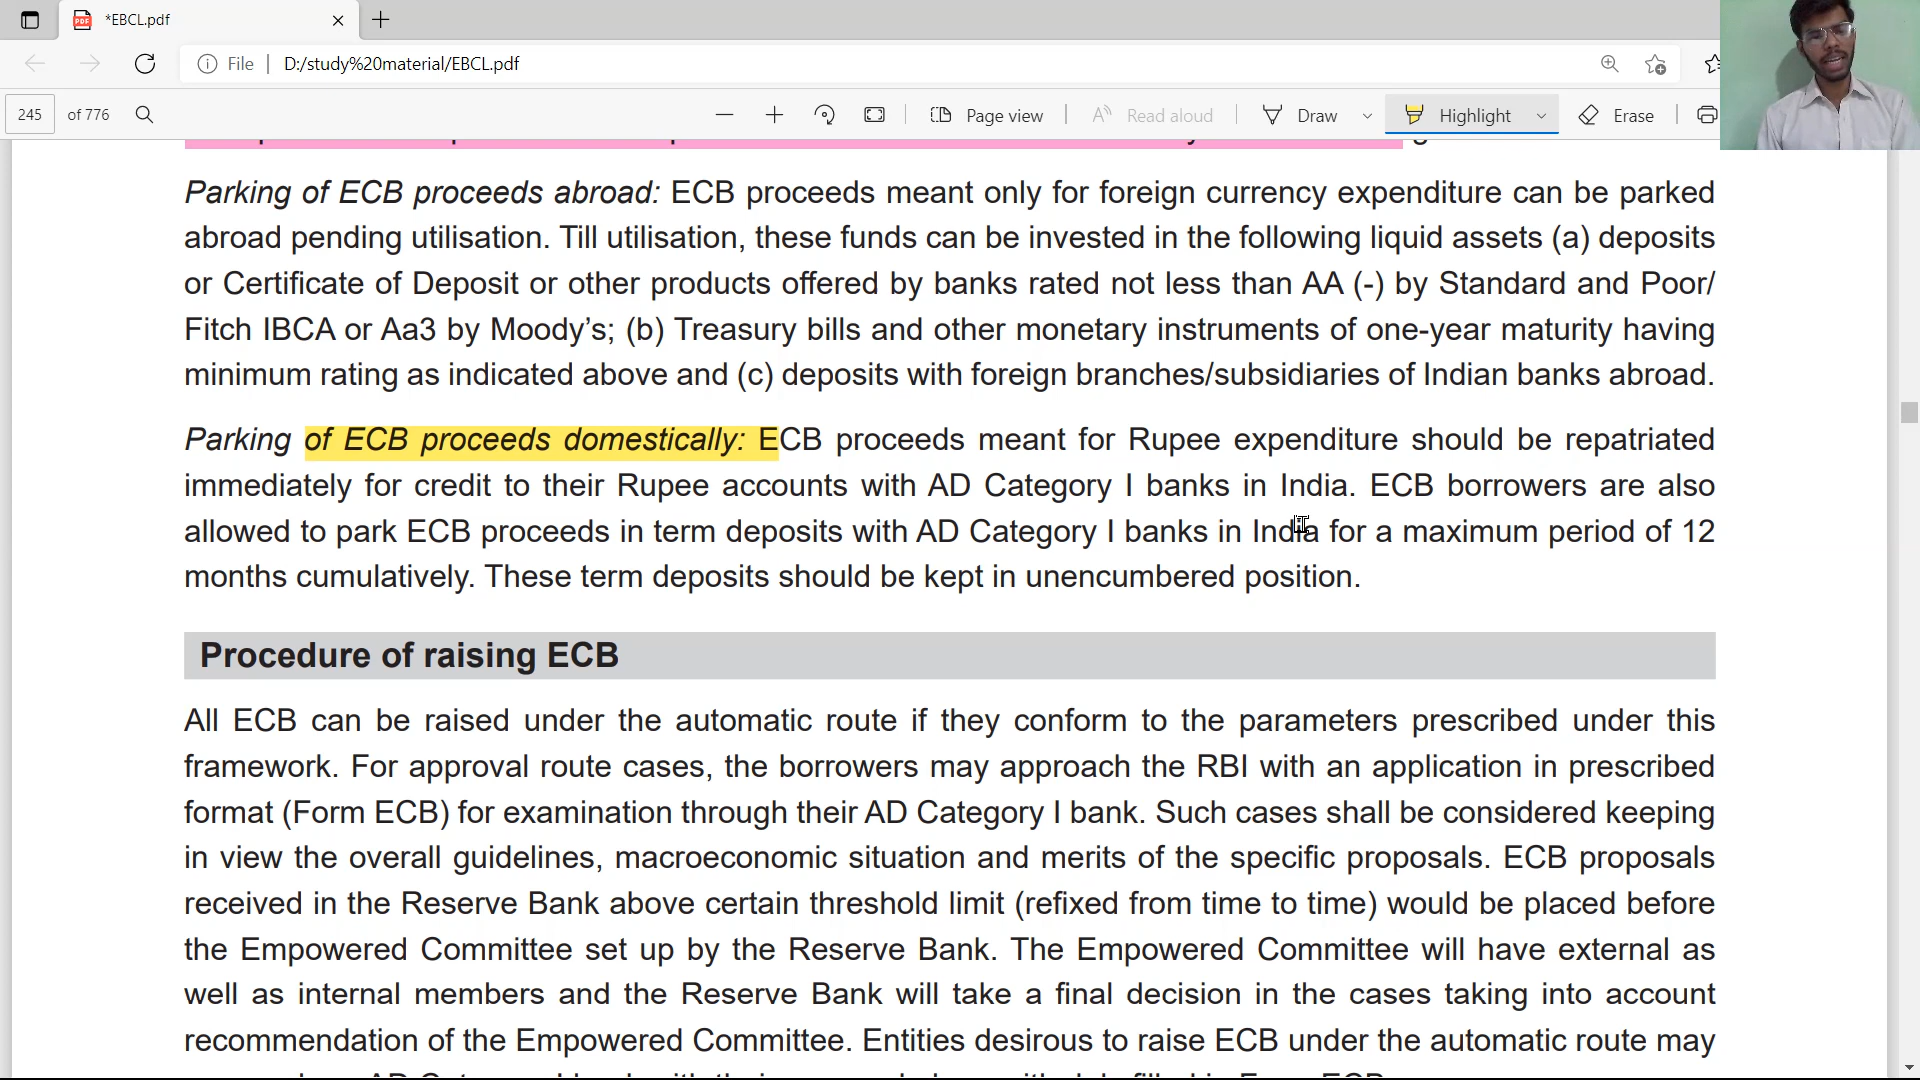 *EBCL.pdf
File D:/study%20material/EBCL.pdf
245 of 776 Page view Read aloud Draw Highlight Erase
Parking of ECB proceeds abroad: ECB proceeds meant only for foreign currency expenditure can be parked
abroad pending utilisation. Till utilisation, these funds can be invested in the following liquid assets (a) deposits
or Certificate of Deposit or other products offered by banks rated not less than AA (-) by Standard and Poor/
Fitch IBCA or Aa3 by Moody’s; (b) Treasury bills and other monetary instruments of one-year maturity having
minimum rating as indicated above and (c) deposits with foreign branches/subsidiaries of Indian banks abroad.
Parking of ECB proceeds domestically: ECB proceeds meant for Rupee expenditure should be repatriated
immediately for credit to their Rupee accounts with AD Category I banks in India. ECB borrowers are also
allowed to park ECB proceeds in term deposits with AD Category I banks in India for a maximum period of 12
months cumulatively. These term deposits should be kept in unencumbered position.
Procedure of raising ECB
All ECB can be raised under the automatic route if they conform to the parameters prescribed under this
framework. For approval route cases, the borrowers may approach the RBI with an application in prescribed
format (Form ECB) for examination through their AD Category I bank. Such cases shall be considered keeping
in view the overall guidelines, macroeconomic situation and merits of the specific proposals. ECB proposals
received in the Reserve Bank above certain threshold limit (refixed from time to time) would be placed before
the Empowered Committee set up by the Reserve Bank. The Empowered Committee will have external as
well as internal members and the Reserve Bank will take a final decision in the cases taking into account
recommendation of the Empowered Committee. Entities desirous to raise ECB under the automatic route may